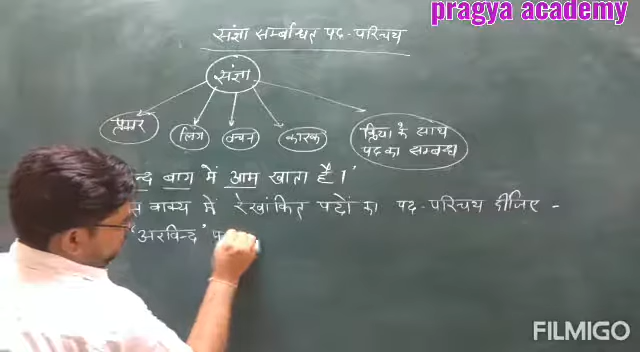 pragya academy
संज्ञा सम्बन्धित पद-परिचय
संज्ञा
प्रकार
लिंग
वचन
कारक
क्रिया के साथ
पद का सम्बन्ध
बाग में आम खाता है।'
वाक्य में रेखांकित पदों का पद-परिचय दीजिए -
'अरविन्द'
FILMIGO